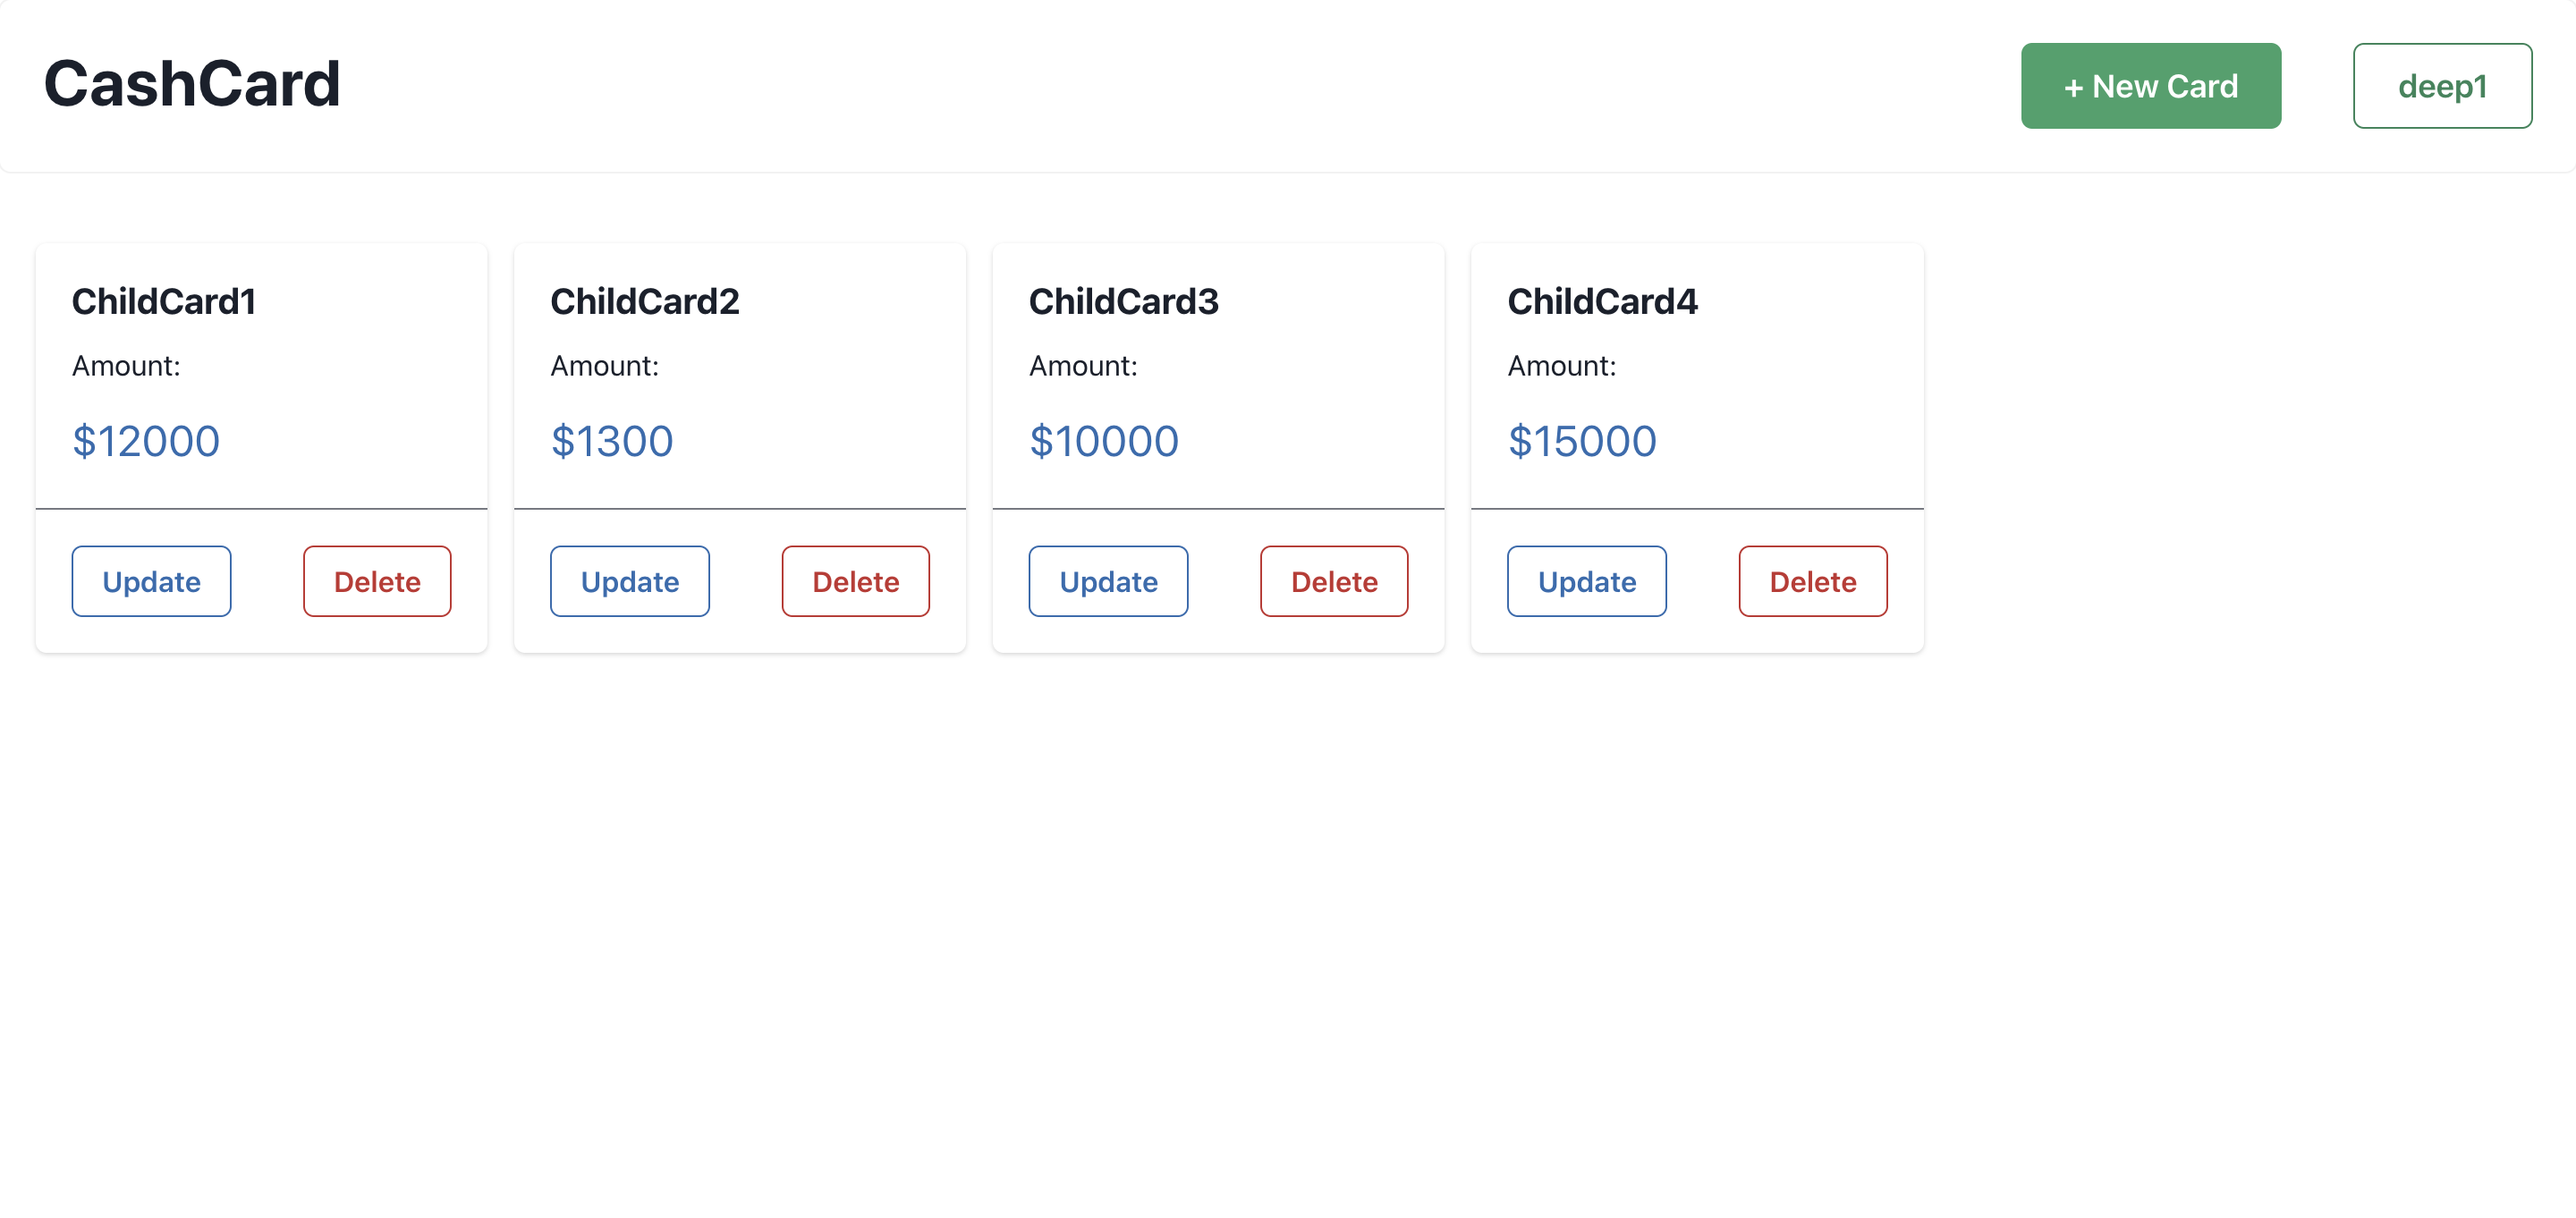 CashCard
+ New Card
deep1
ChildCard1
Amount:
$12000
Update
Delete
ChildCard2
Amount:
$1300
Update
Delete
ChildCard3
Amount:
$10000
Update
Delete
ChildCard4
Amount:
$15000
Update
Delete